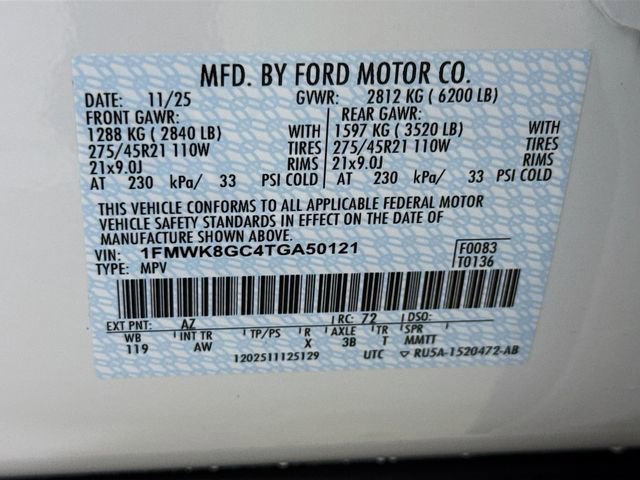 MFD. BY FORD MOTOR CO.
DATE: 11/25 GVWR: 2812 KG ( 6200 LB)
FRONT GAWR: REAR GAWR:
1288 KG ( 2840 LB) WITH 1597 KG ( 3520 LB) WITH
275/45R21 110W TIRES 275/45R21 110W TIRES
21x9.0J RIMS 21x9.0J RIMS
AT 230 kPa/ 33 PSI COLD AT 230 kPa/ 33 PSI COLD
THIS VEHICLE CONFORMS TO ALL APPLICABLE FEDERAL MOTOR
VEHICLE SAFETY STANDARDS IN EFFECT ON THE DATE OF
MANUFACTURE SHOWN ABOVE.
VIN: 1FMWK8GC4TGA50121 F0083
TYPE: MPV T0136
EXT PNT: AZ RC: 72 DSO:
WB INT TR TP/PS R AXLE TR SPR
119 AW X 3B T MMTT
1202511125129 UTC RU5A-1520472-AB